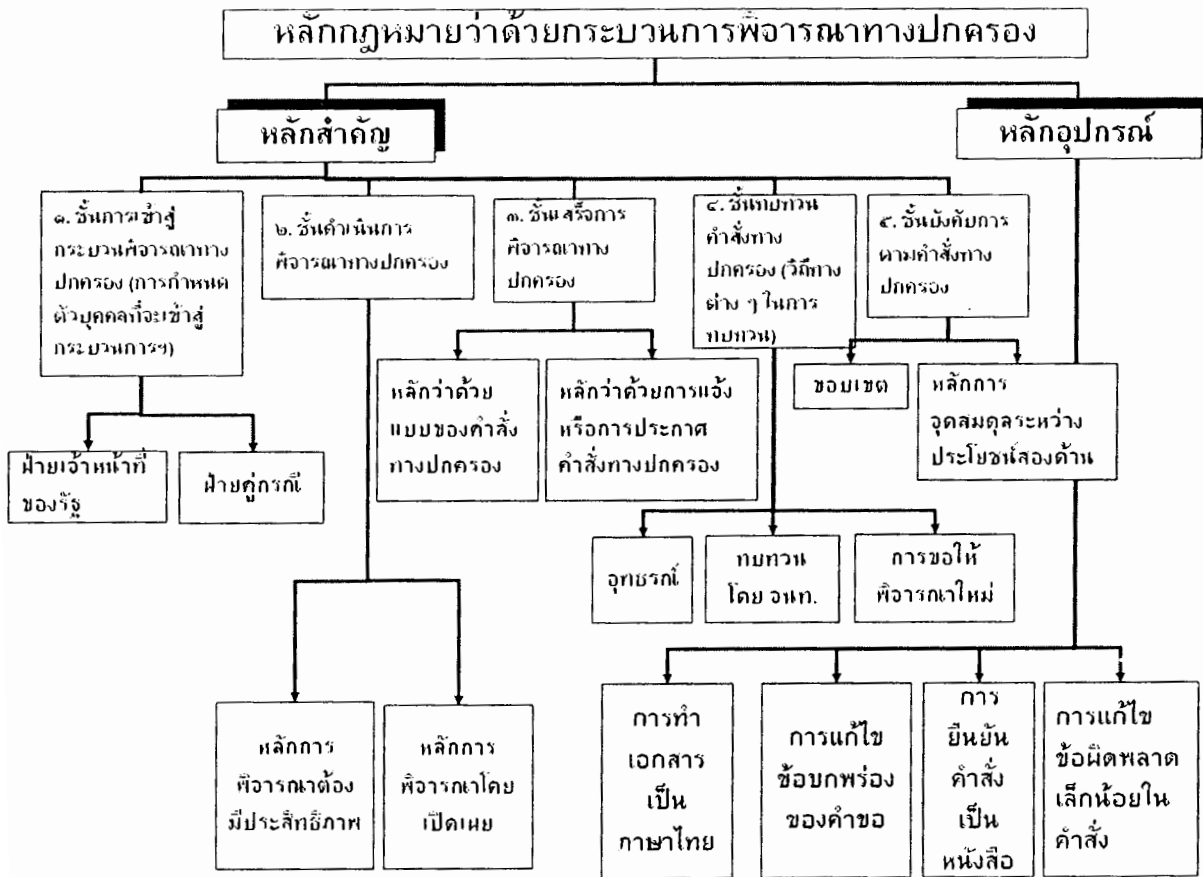 หลักกฎหมายว่าด้วยกระบวนการพิจารณาทางปกครอง
หลักสำคัญ
หลักอุปกรณ์
๑. ชั้นการเข้าสู่
กระบวนพิจารณาทาง
ปกครอง (การกำหนด
ตัวบุคคลที่จะเข้าสู่
กระบวนการฯ)
๒. ชั้นดำเนินการ
พิจารณาทางปกครอง
๓. ชั้นเสร็จการ
พิจารณาทาง
ปกครอง
๔. ชั้นทบทวน
คำสั่งทาง
ปกครอง (วิถีทาง
ต่าง ๆ ในการ
ทบทวน)
๕. ชั้นบังคับการ
ตามคำสั่งทาง
ปกครอง
ฝ่ายเจ้าหน้าที่
ของรัฐ
ฝ่ายคู่กรณี
หลักว่าด้วย
แบบของคำสั่ง
ทางปกครอง
หลักว่าด้วยการแจ้ง
หรือการประกาศ
คำสั่งทางปกครอง
ขอบเขต
หลักการ
ดุลสมดุลระหว่าง
ประโยชน์สองด้าน
อุทธรณ์
ทบทวน
โดย จนท.
การขอให้
พิจารณาใหม่
หลักการ
พิจารณาต้อง
มีประสิทธิภาพ
หลักการ
พิจารณาโดย
เปิดเผย
การทำ
เอกสาร
เป็น
ภาษาไทย
การแก้ไข
ข้อบกพร่อง
ของคำขอ
การ
ยืนยัน
คำสั่ง
เป็น
หนังสือ
การแก้ไข
ข้อผิดพลาด
เล็กน้อยใน
คำสั่ง